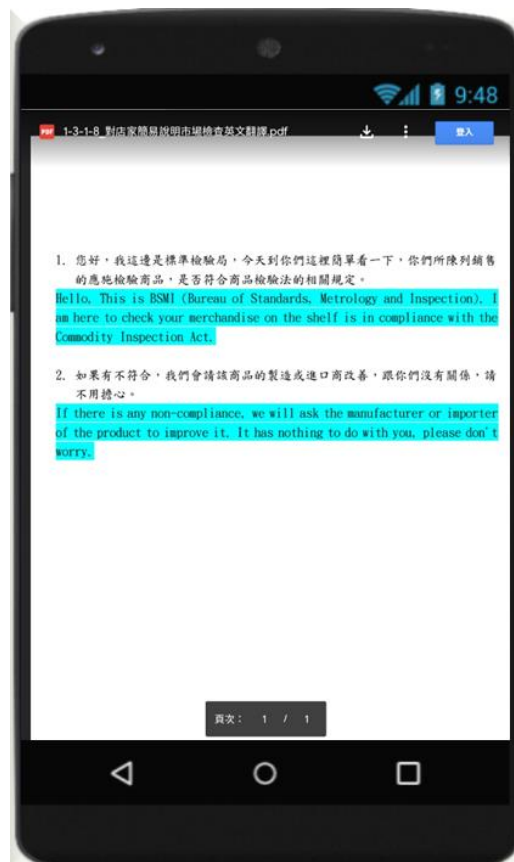 9:48
PDF 1-3-1-8_對店家簡易說明市場檢查英文翻譯.pdf 登入
1. 您好，我這邊是標準檢驗局，今天到你們這裡簡單看一下，你們所陳列銷售
的應施檢驗商品，是否符合商品檢驗法的相關規定。
Hello, This is BSMI (Bureau of Standards, Metrology and Inspection). I
am here to check your merchandise on the shelf is in compliance with the
Commodity Inspection Act.
2. 如果有不符合，我們會請該商品的製造或進口商改善，跟你們沒有關係，請
不用擔心。
If there is any non-compliance, we will ask the manufacturer or importer
of the product to improve it, It has nothing to do with you, please don't
worry.
頁次： 1 / 1